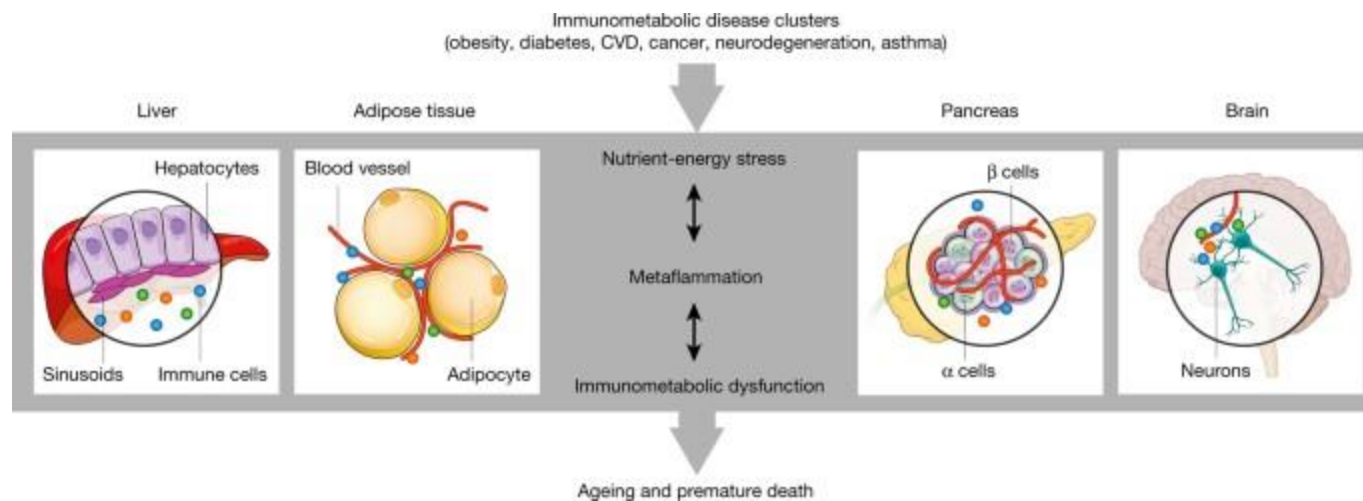 Immunometabolic disease clusters
(obesity, diabetes, CVD, cancer, neurodegeneration, asthma)
Liver
Adipose tissue
Pancreas
Brain
Hepatocytes
Sinusoids
Immune cells
Blood vessel
Adipocyte
Nutrient-energy stress
Metaflammation
Immunometabolic dysfunction
β cells
α cells
Neurons
Ageing and premature death